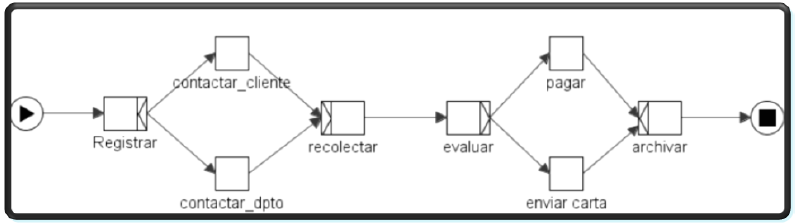 contactar_cliente
pagar
Registrar
recolectar
evaluar
archivar
contactar_dpto
enviar carta